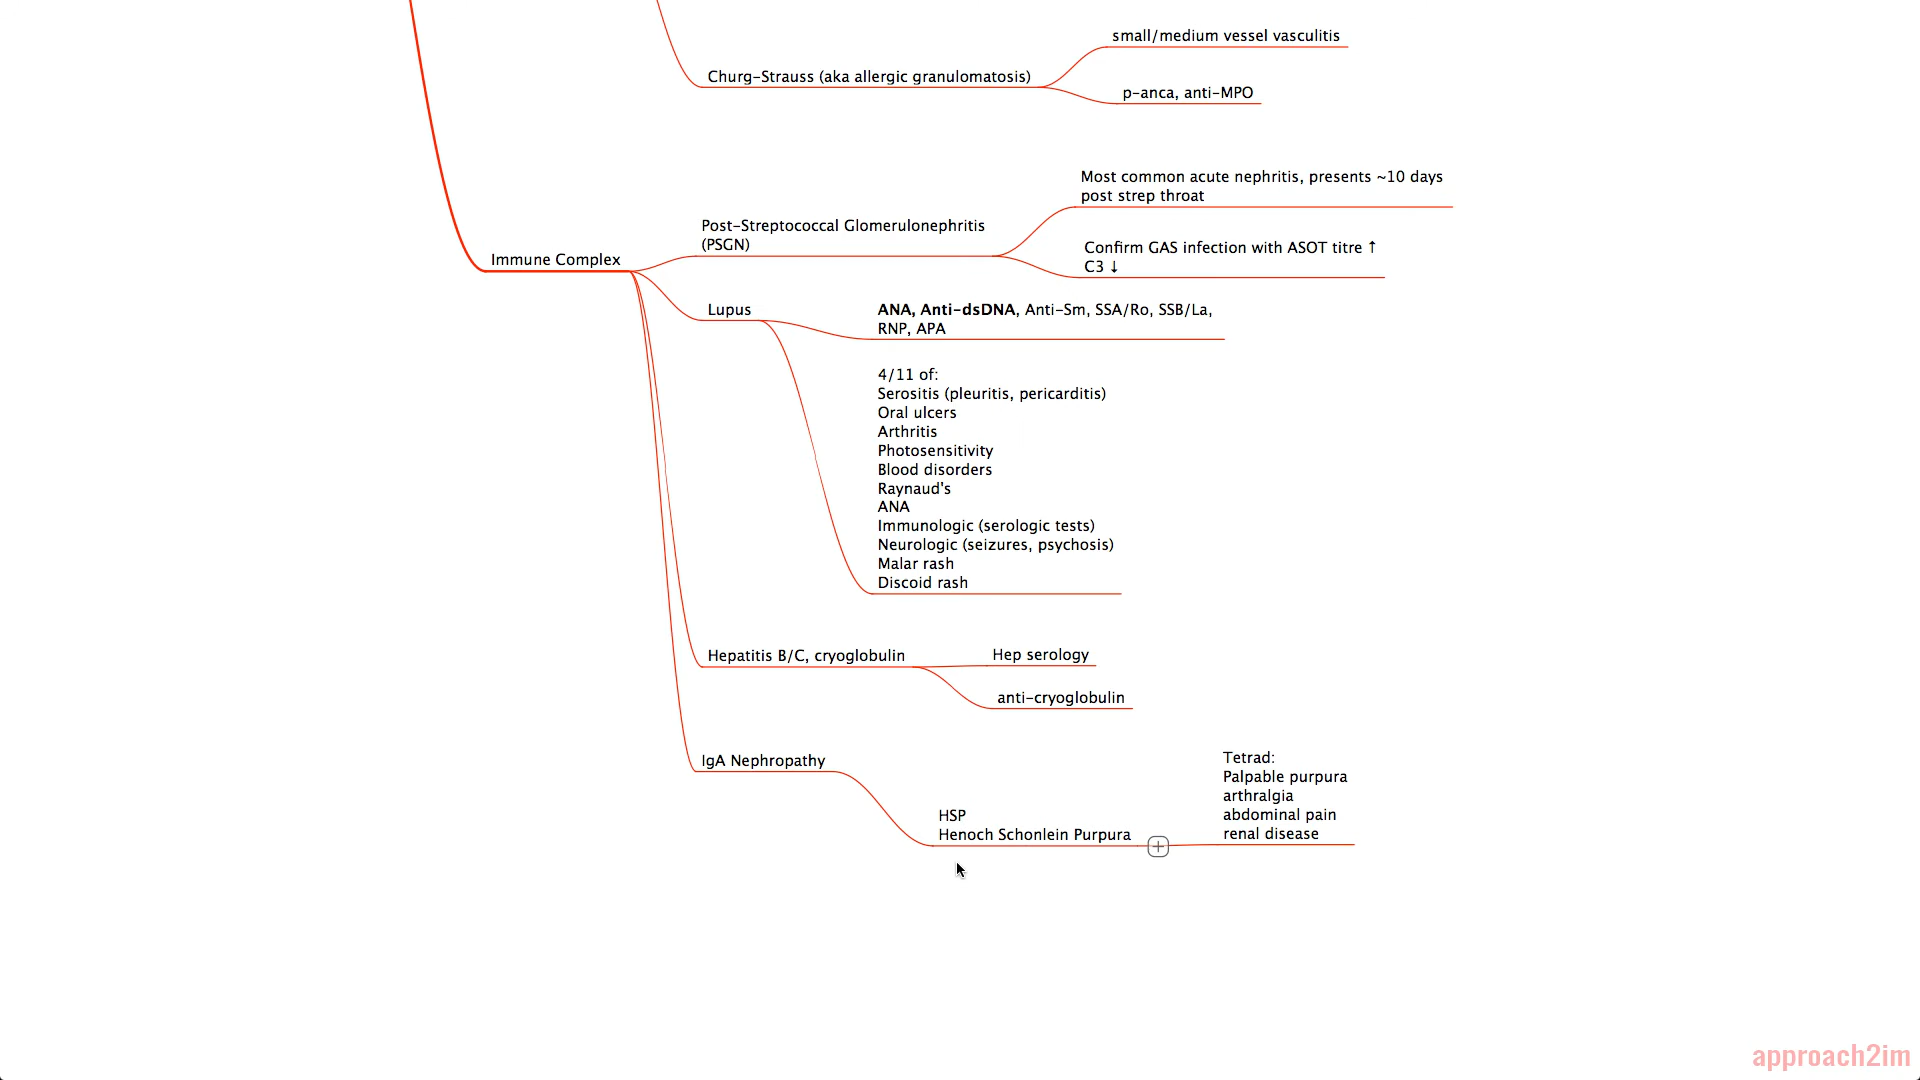 small/medium vessel vasculitis
Churg-Strauss (aka allergic granulomatosis)
p-anca, anti-MPO
Most common acute nephritis, presents ~10 days
post strep throat
Post-Streptococcal Glomerulonephritis
(PSGN)
Confirm GAS infection with ASOT titre ↑
C3 ↓
Immune Complex
Lupus
ANA, Anti-dsDNA, Anti-Sm, SSA/Ro, SSB/La,
RNP, APA
4/11 of:
Serositis (pleuritis, pericarditis)
Oral ulcers
Arthritis
Photosensitivity
Blood disorders
Raynaud's
ANA
Immunologic (serologic tests)
Neurologic (seizures, psychosis)
Malar rash
Discoid rash
Hepatitis B/C, cryoglobulin
Hep serology
anti-cryoglobulin
IgA Nephropathy
HSP
Henoch Schonlein Purpura
Tetrad:
Palpable purpura
arthralgia
abdominal pain
renal disease
approach2im